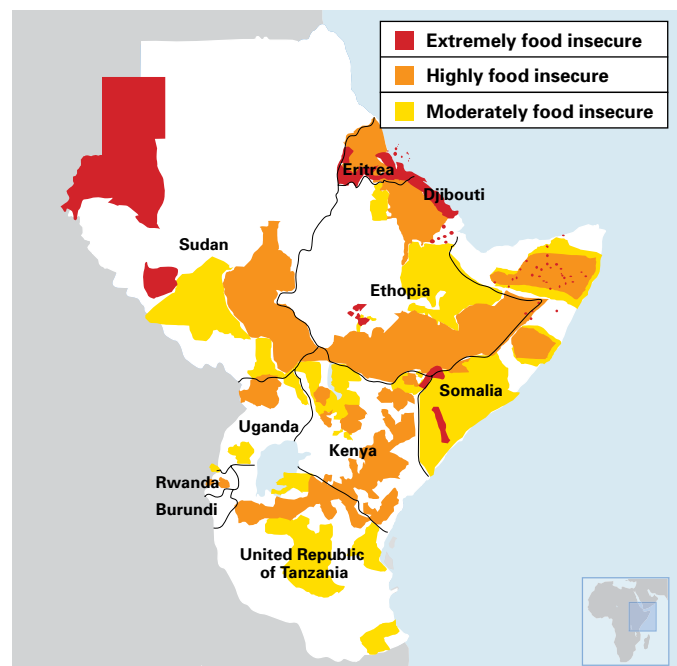 Extremely food insecure
Highly food insecure
Moderately food insecure
Eritrea
Djibouti
Sudan
Ethopia
Somalia
Uganda
Kenya
Rwanda
Burundi
United Republic
of Tanzania